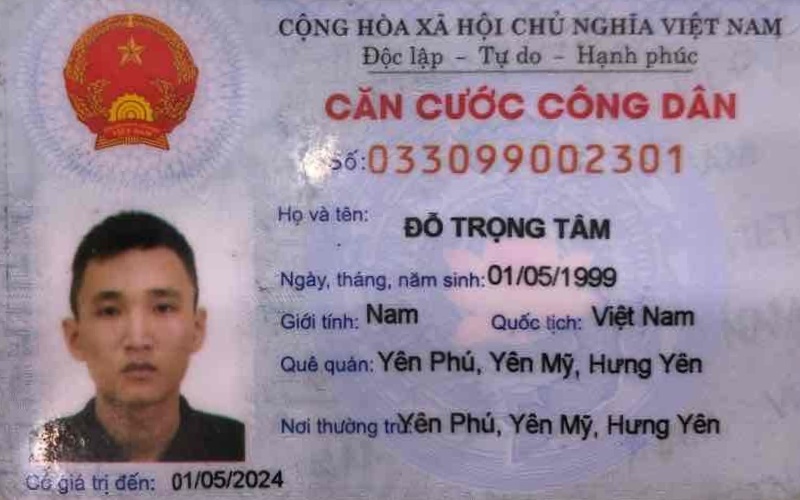 CỘNG HÒA XÃ HỘI CHỦ NGHĨA VIỆT NAM
Độc lập - Tự do - Hạnh phúc
CĂN CƯỚC CÔNG DÂN
Số: 033099002301
Họ và tên: ĐỖ TRỌNG TÂM
Ngày, tháng, năm sinh: 01/05/1999
Giới tính: Nam Quốc tịch: Việt Nam
Quê quán: Yên Phú, Yên Mỹ, Hưng Yên
Nơi thường trú: Yên Phú, Yên Mỹ, Hưng Yên
Có giá trị đến: 01/05/2024
VIỆT NAM